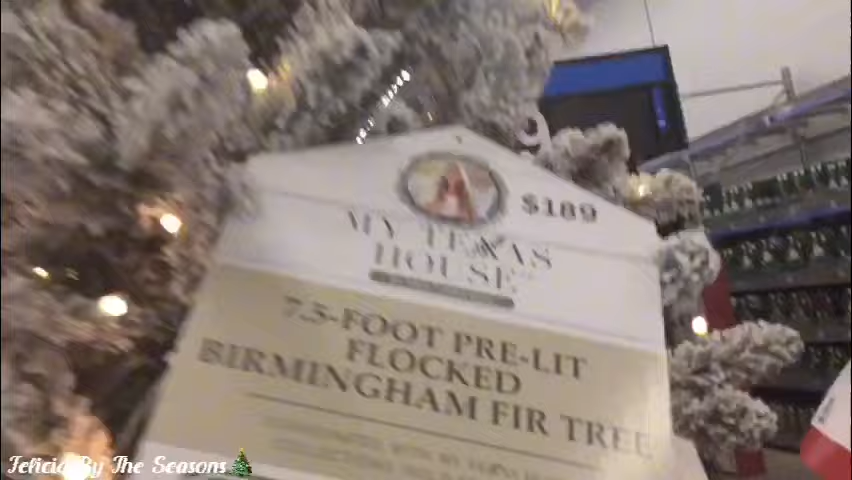 $189
MY TEXAS
HOUSE
7.5-FOOT PRE-LIT
FLOCKED
BIRMINGHAM FIR TREE
Felicia By The Seasons